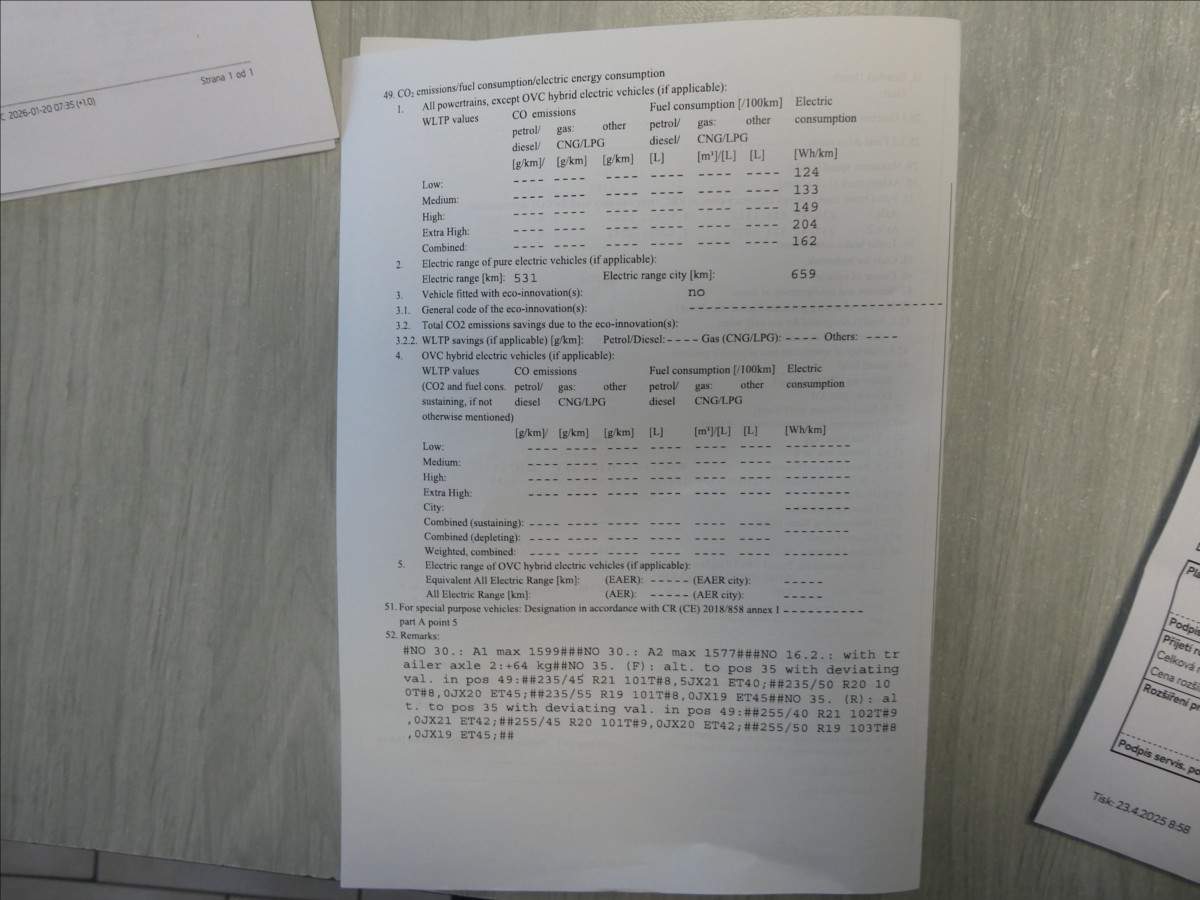 Strana 1 od 1
C 2026-01-20 07:35 (+1.0)
49. CO₂ emissions/fuel consumption/electric energy consumption
1. All powertrains, except OVC hybrid electric vehicles (if applicable):
WLTP values CO emissions Fuel consumption [/100km] Electric
petrol/ gas: other petrol/ gas: other consumption
diesel/ CNG/LPG diesel/ CNG/LPG
[g/km]/ [g/km] [g/km] [L] [m³]/[L] [L] [Wh/km]
Low: ---- ---- ---- ---- ---- ---- 124
Medium: ---- ---- ---- ---- ---- ---- 133
High: ---- ---- ---- ---- ---- ---- 149
Extra High: ---- ---- ---- ---- ---- ---- 204
Combined: ---- ---- ---- ---- ---- ---- 162
2. Electric range of pure electric vehicles (if applicable):
Electric range [km]: 531 Electric range city [km]: 659
3. Vehicle fitted with eco-innovation(s): no
3.1. General code of the eco-innovation(s): ----------------------------
3.2. Total CO2 emissions savings due to the eco-innovation(s):
3.2.2. WLTP savings (if applicable) [g/km]: Petrol/Diesel: ---- Gas (CNG/LPG): ---- Others: ----
4. OVC hybrid electric vehicles (if applicable):
WLTP values CO emissions Fuel consumption [/100km] Electric
(CO2 and fuel cons. petrol/ gas: other petrol/ gas: other consumption
sustaining, if not diesel CNG/LPG diesel CNG/LPG
otherwise mentioned)
[g/km]/ [g/km] [g/km] [L] [m³]/[L] [L] [Wh/km]
Low: ---- ---- ---- ---- ---- ---- --------
Medium: ---- ---- ---- ---- ---- ---- --------
High: ---- ---- ---- ---- ---- ---- --------
Extra High: ---- ---- ---- ---- ---- ---- --------
City: --------
Combined (sustaining): ---- ---- ---- ---- ---- ----
Combined (depleting): ---- ---- ---- ---- ---- ---- --------
Weighted, combined: ---- ---- ---- ---- ---- ---- --------
5. Electric range of OVC hybrid electric vehicles (if applicable):
Equivalent All Electric Range [km]: (EAER): ----- (EAER city): -----
All Electric Range [km]: (AER): ----- (AER city): -----
51. For special purpose vehicles: Designation in accordance with CR (CE) 2018/858 annex 1 ----------
part A point 5
52. Remarks:
#NO 30.: A1 max 1599###NO 30.: A2 max 1577###NO 16.2.: with tr
ailer axle 2:+64 kg##NO 35. (F): alt. to pos 35 with deviating
val. in pos 49:##235/45 R21 101T#8,5JX21 ET40;##235/50 R20 10
0T#8,0JX20 ET45;##235/55 R19 101T#8,0JX19 ET45##NO 35. (R): al
t. to pos 35 with deviating val. in pos 49:##255/40 R21 102T#9
,0JX21 ET42;##255/45 R20 101T#9,0JX20 ET42;##255/50 R19 103T#8
,0JX19 ET45;##
Podpis
Přijetí
Celková
Cena rozší
Rozšíření
Podpis servis, po
Tisk: 23.4.2025 8:58